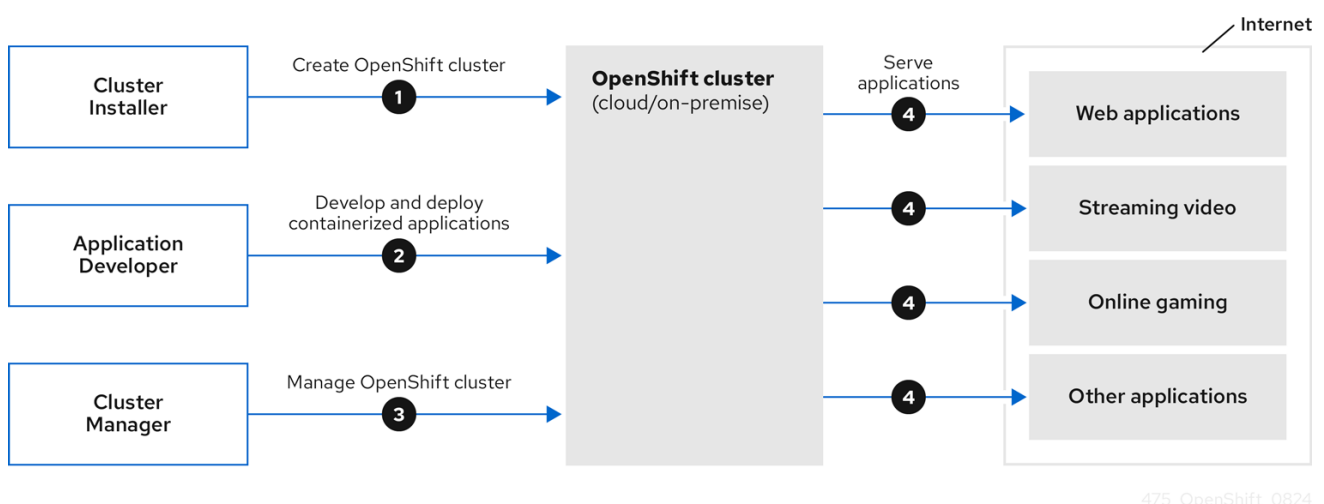 Internet
Cluster
Installer
Create OpenShift cluster
1
OpenShift cluster
(cloud/on-premise)
Serve
applications
4
Web applications
Application
Developer
Develop and deploy
containerized applications
2
4
Streaming video
4
Online gaming
Cluster
Manager
Manage OpenShift cluster
3
4
Other applications
475_OpenShift_0824